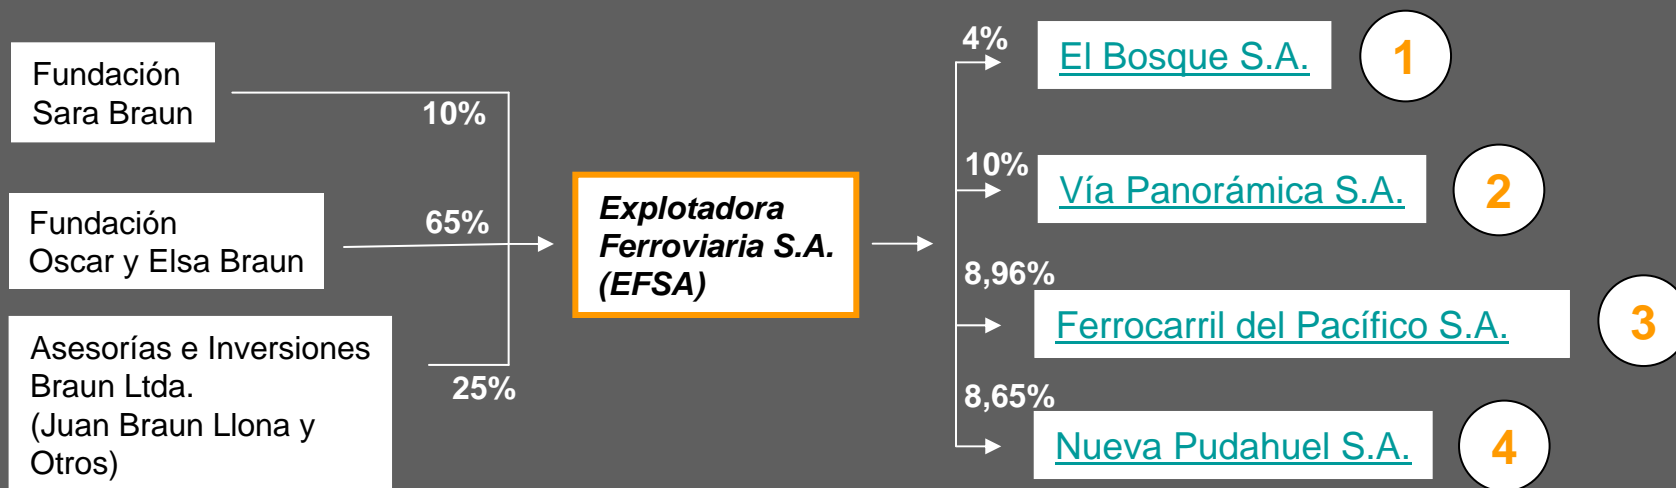 Fundación
Sara Braun
10%
Fundación
Oscar y Elsa Braun
65%
Asesorías e Inversiones
Braun Ltda.
(Juan Braun Llona y
Otros)
25%
Explotadora
Ferroviaria S.A.
(EFSA)
4%
El Bosque S.A.
1
10%
Vía Panorámica S.A.
2
8,96%
Ferrocarril del Pacífico S.A.
3
8,65%
Nueva Pudahuel S.A.
4